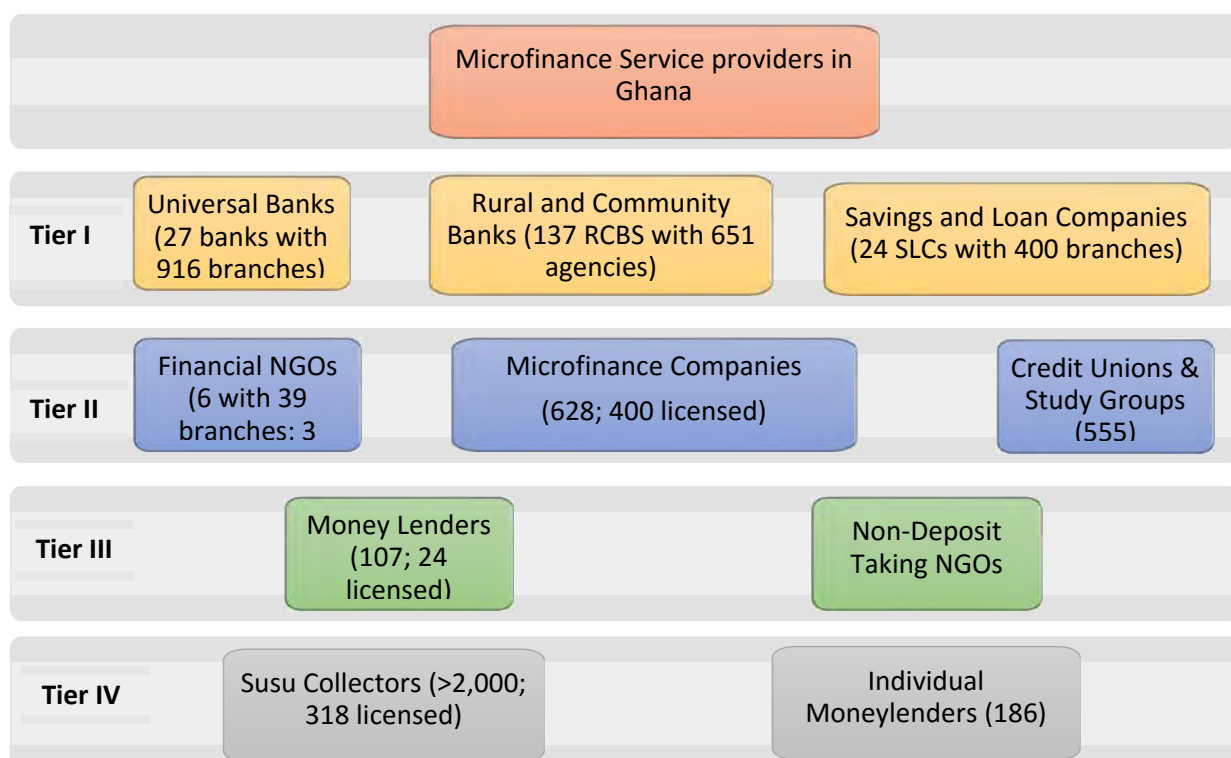 Microfinance Service providers in
Ghana
Tier I
Universal Banks
(27 banks with
916 branches)
Rural and Community
Banks (137 RCBS with 651
agencies)
Savings and Loan Companies
(24 SLCs with 400 branches)
Tier II
Financial NGOs
(6 with 39
branches: 3
Microfinance Companies
(628; 400 licensed)
Credit Unions &
Study Groups
(555)
Tier III
Money Lenders
(107; 24
licensed)
Non-Deposit
Taking NGOs
Tier IV
Susu Collectors (>2,000;
318 licensed)
Individual
Moneylenders (186)